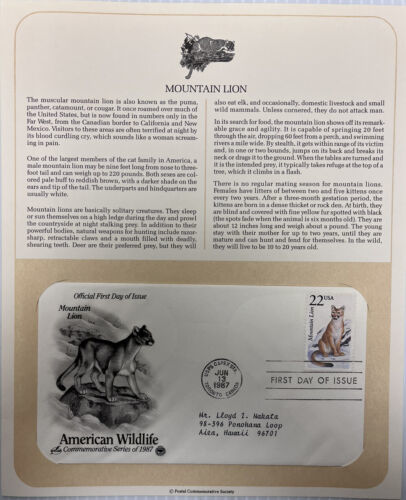 MOUNTAIN LION
The muscular mountain lion is also known as the puma,
panther, catamount, or cougar. It once roamed over much of
the United States, but is now found in numbers only in the
Far West, from the Canadian border to California and New
Mexico. Visitors to these areas are often terrified at night by
its blood curdling cry, which sounds like a woman scream-
ing in pain.
One of the largest members of the cat family in America, a
male mountain lion may be nine feet long from nose to three-
foot tail and can weigh up to 220 pounds. Both sexes are col-
ored pale buff to reddish brown, with a darker shade on the
ears and tip of the tail. The underparts and hindquarters are
usually white.
Mountain lions are basically solitary creatures. They sleep
or sun themselves on a high ledge during the day and prowl
the countryside at night stalking prey. In addition to their
powerful bodies, natural weapons for hunting include razor-
sharp, retractable claws and a mouth filled with deadly,
shearing teeth. Deer are their preferred prey, but they will
also eat elk, and occasionally, domestic livestock and small
wild mammals. Unless cornered, they do not attack man.
In its search for food, the mountain lion shows off its remark-
able grace and agility. It is capable of springing 20 feet
through the air, dropping 60 feet from a perch, and swimming
rivers a mile wide. By stealth, it gets within range of its victim
and, in one or two bounds, jumps on its back and breaks its
neck or drags it to the ground. When the tables are turned and
it is the intended prey, it typically takes refuge at the top of a
tree, which it climbs in a flash.
There is no regular mating season for mountain lions.
Females have litters of between two and five kittens once
every two years. After a three-month gestation period, the
kittens are born in a dense thicket or rock den. At birth, they
are blind and covered with fine yellow fur spotted with black
(the spots fade when the animal is six months old). They are
about 12 inches long and weigh about a pound. The young
stay with their mother for up to two years, until they are
mature and can hunt and fend for themselves. In the wild,
they will live to be 10 to 20 years old.
Official First Day of Issue
Mountain
Lion
American Wildlife
Commemorative Series of 1987
USPS CAPEX STA.
JUN
13
1987
TORONTO CANADA
22 USA
Mountain Lion
FIRST DAY OF ISSUE
Mr. Lloyd I. Nakata
98-396 Ponohana Loop
Aiea, Hawaii 96701
© Postal Commemorative Society